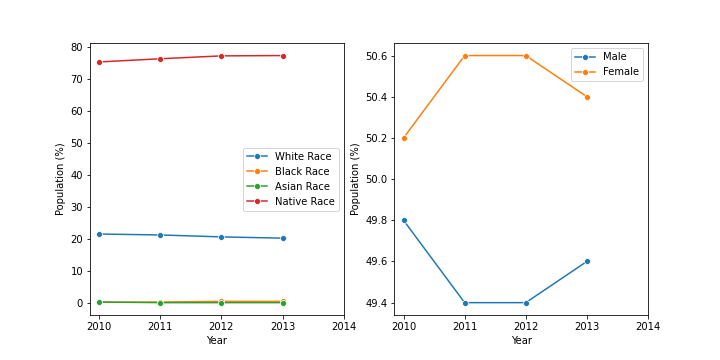 80
70
60
50
40
30
20
10
0
Population (%)
2010 2011 2012 2013 2014
Year
White Race
Black Race
Asian Race
Native Race
50.6
50.4
50.2
50.0
49.8
49.6
49.4
Population (%)
2010 2011 2012 2013 2014
Year
Male
Female